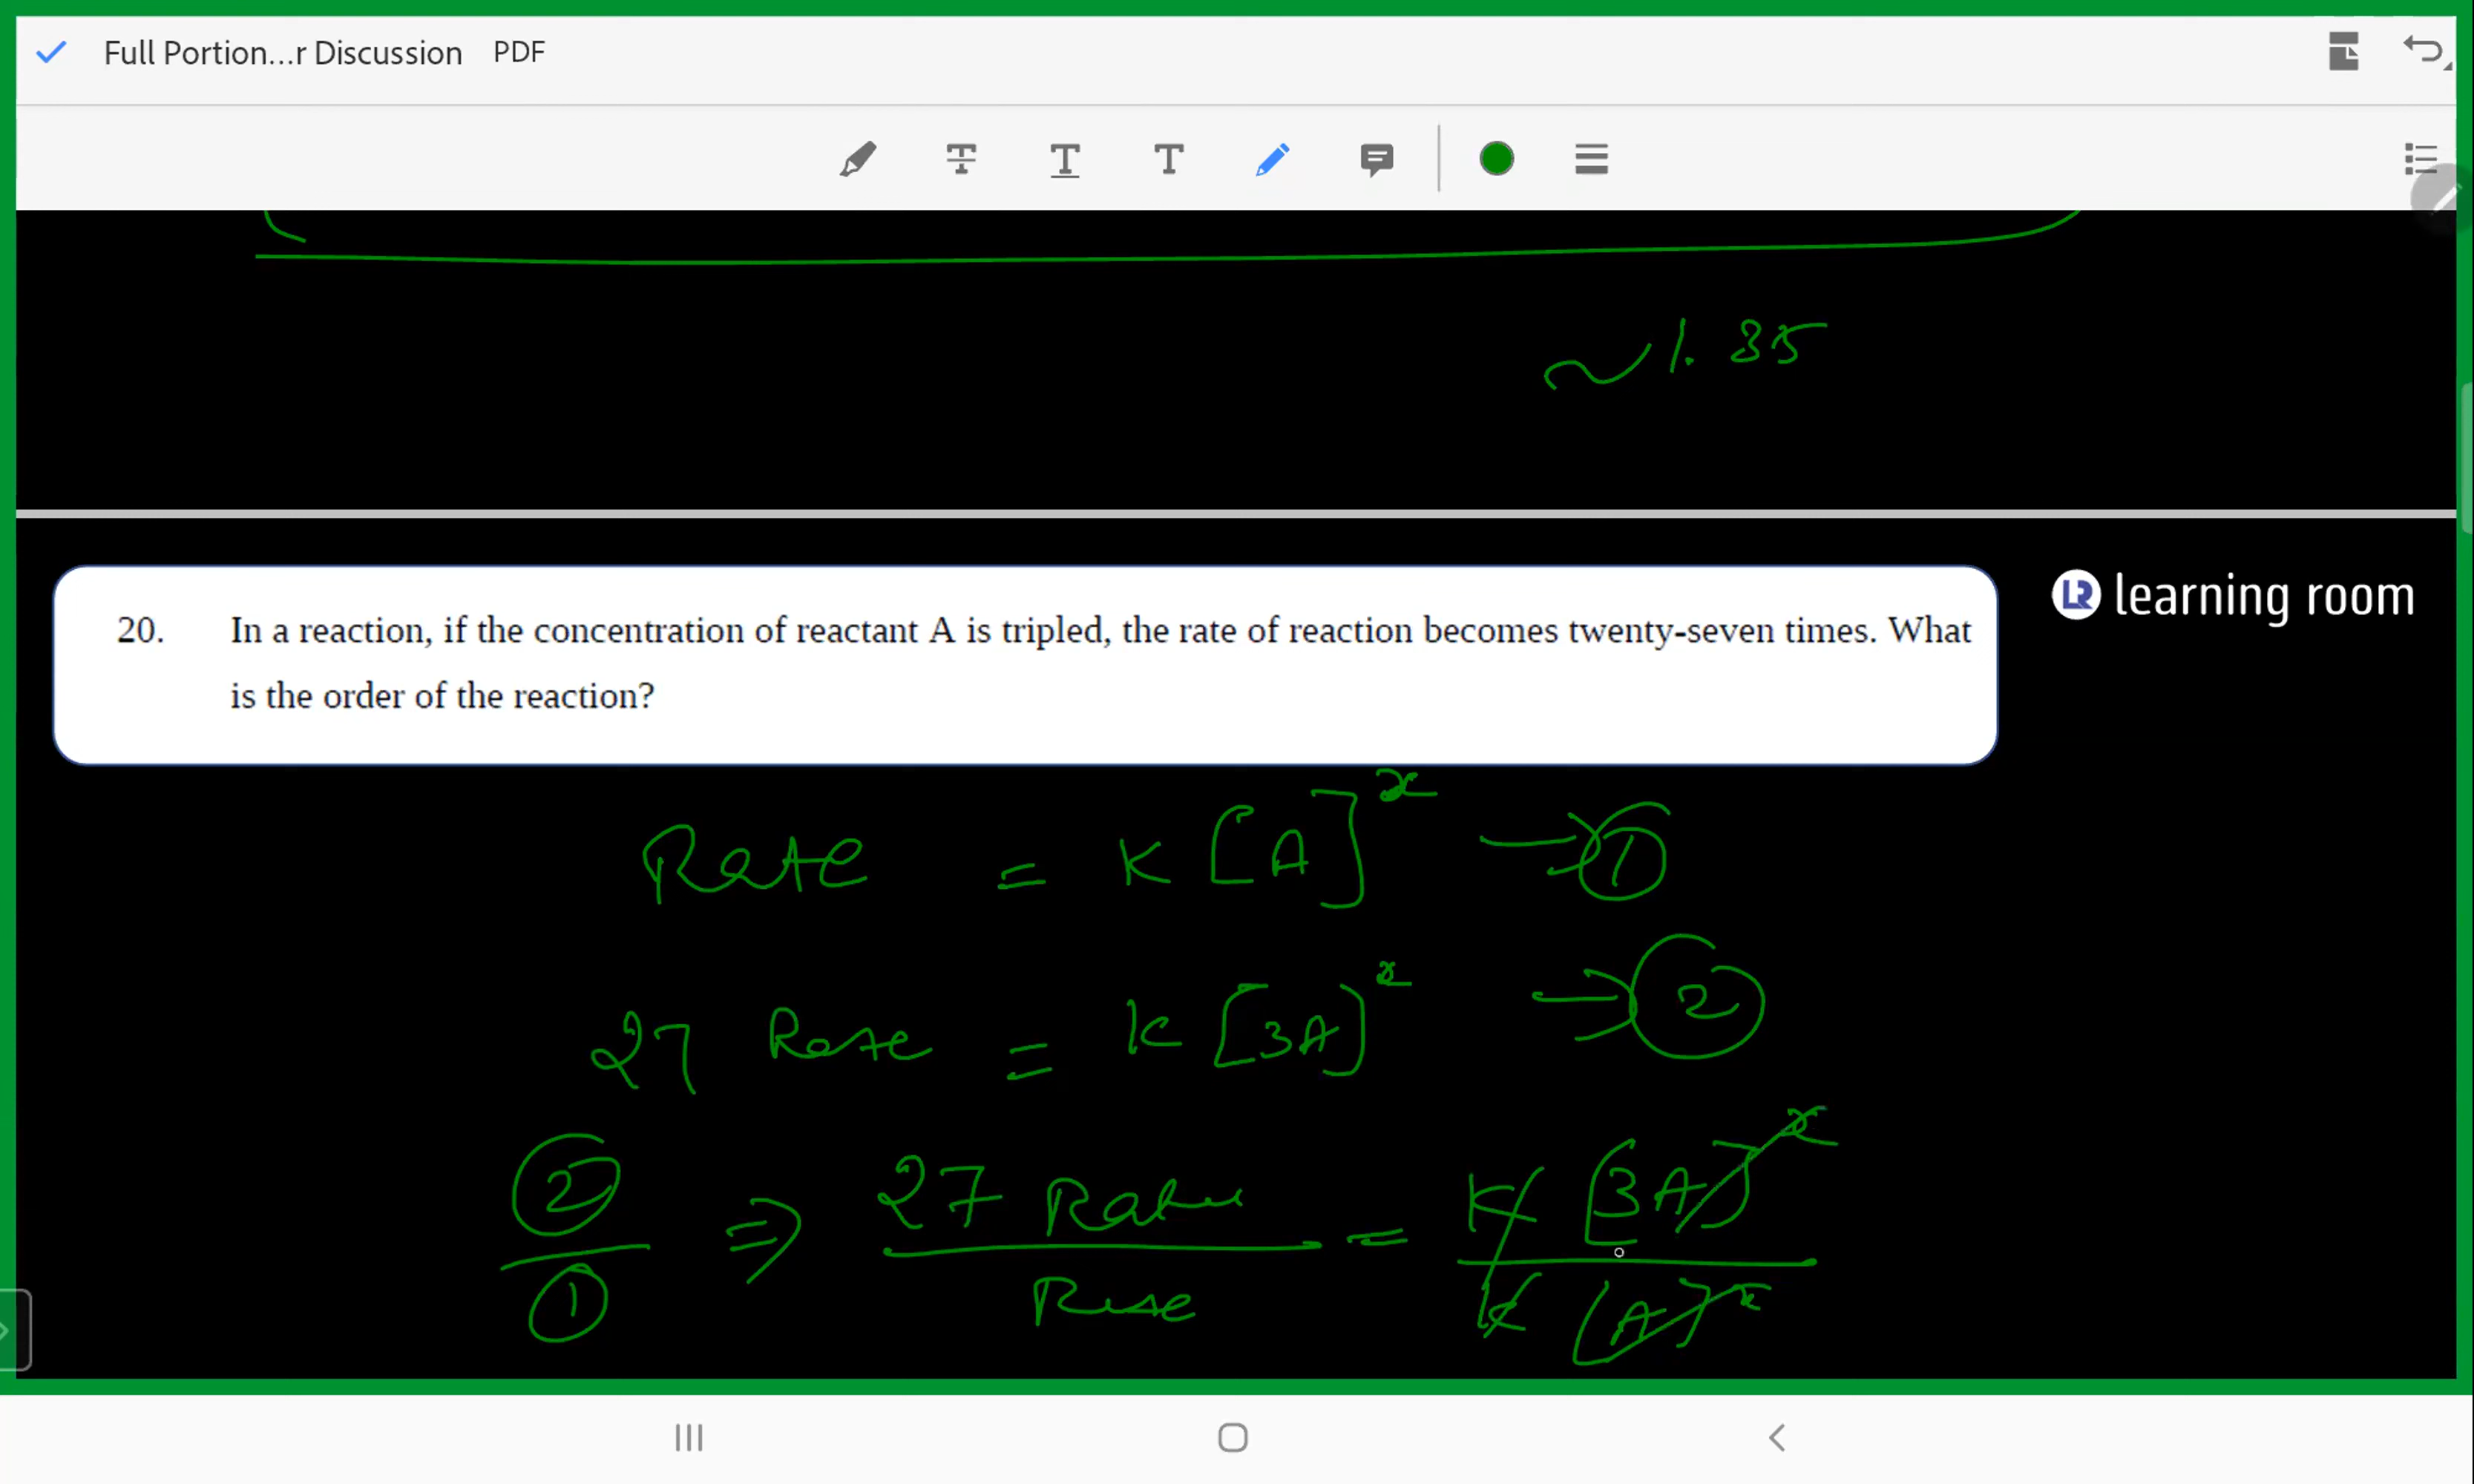 Full Portion...r Discussion PDF
~1.35
20. In a reaction, if the concentration of reactant A is tripled, the rate of reaction becomes twenty-seven times. What
is the order of the reaction?
LR learning room
Rate = K [A]^x → ①
27 Rate = K [3A]^x → ②
②/① ⇒ 27 Rate / Rate = K [3A]^x / K [A]^x